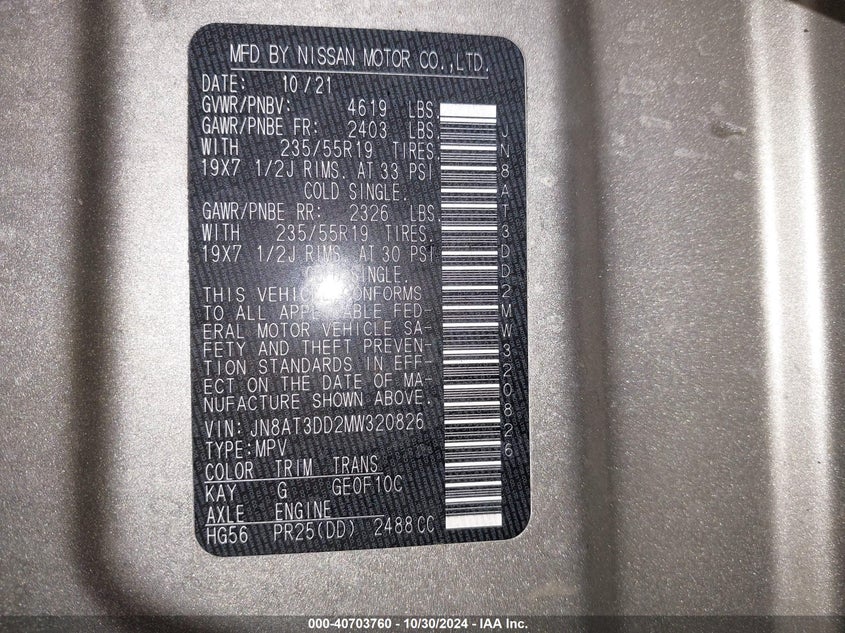 MFD BY NISSAN MOTOR CO.,LTD.
DATE: 10/21
GVWR/PNBV: 4619 LBS.
GAWR/PNBE FR: 2403 LBS.
WITH 235/55R19 TIRES.
19X7 1/2J RIMS. AT 33 PSI
COLD SINGLE.
GAWR/PNBE RR: 2326 LBS.
WITH 235/55R19 TIRES.
19X7 1/2J RIMS. AT 30 PSI
COLD SINGLE.
THIS VEHICLE CONFORMS
TO ALL APPLICABLE FED-
ERAL MOTOR VEHICLE SA-
FETY AND THEFT PREVEN-
TION STANDARDS IN EFF-
ECT ON THE DATE OF MA-
NUFACTURE SHOWN ABOVE.
VIN: JN8AT3DD2MW320826
TYPE:MPV
COLOR TRIM TRANS
KAY G GE0F10C
AXLE ENGINE
HG56 PR25(DD) 2488CC
JN8AT3DD2MW320826
000-40703760 - 10/30/2024 - IAA Inc.